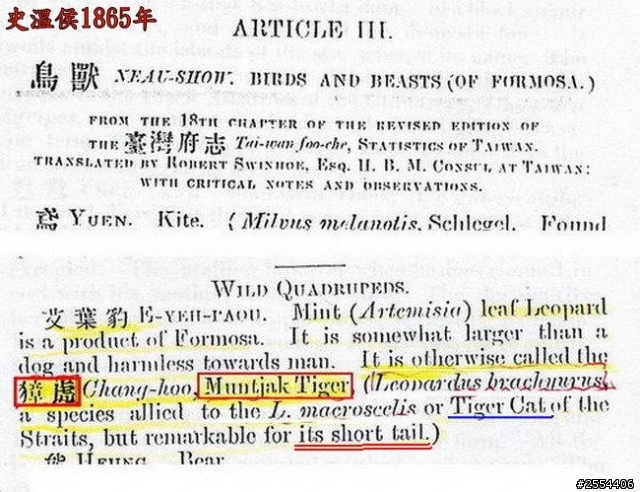 史溫侯1865年
ARTICLE III.
鳥獸 NEAU-SHOW. BIRDS AND BEASTS (OF FORMOSA.)
FROM THE 18TH CHAPTER OF THE REVISED EDITION OF
THE 臺灣府志 Tai-wan foo-che, STATISTICS OF TAIWAN.
TRANSLATED BY ROBERT SWINHOE, ESQ. H. B. M. CONSUL AT TAIWAN;
WITH CRITICAL NOTES AND OBSERVATIONS.
鳶 YUEN. Kite. (Milvus melanotis, Schlegel. Found
WILD QUADRUPEDS.
艾葉豹 E-YEH-PAOU. Mint (Artemisia) leaf Leopard
is a product of Formosa. It is somewhat larger than a
dog and harmless towards man. It is otherwise called the
獐 Chang-hoo, Muntjak Tiger (Leopardus brachyurus,
a species allied to the L. macroscelis or Tiger Cat of the
Straits, but remarkable for its short tail.)
HEUNG. Bear.
#2554406